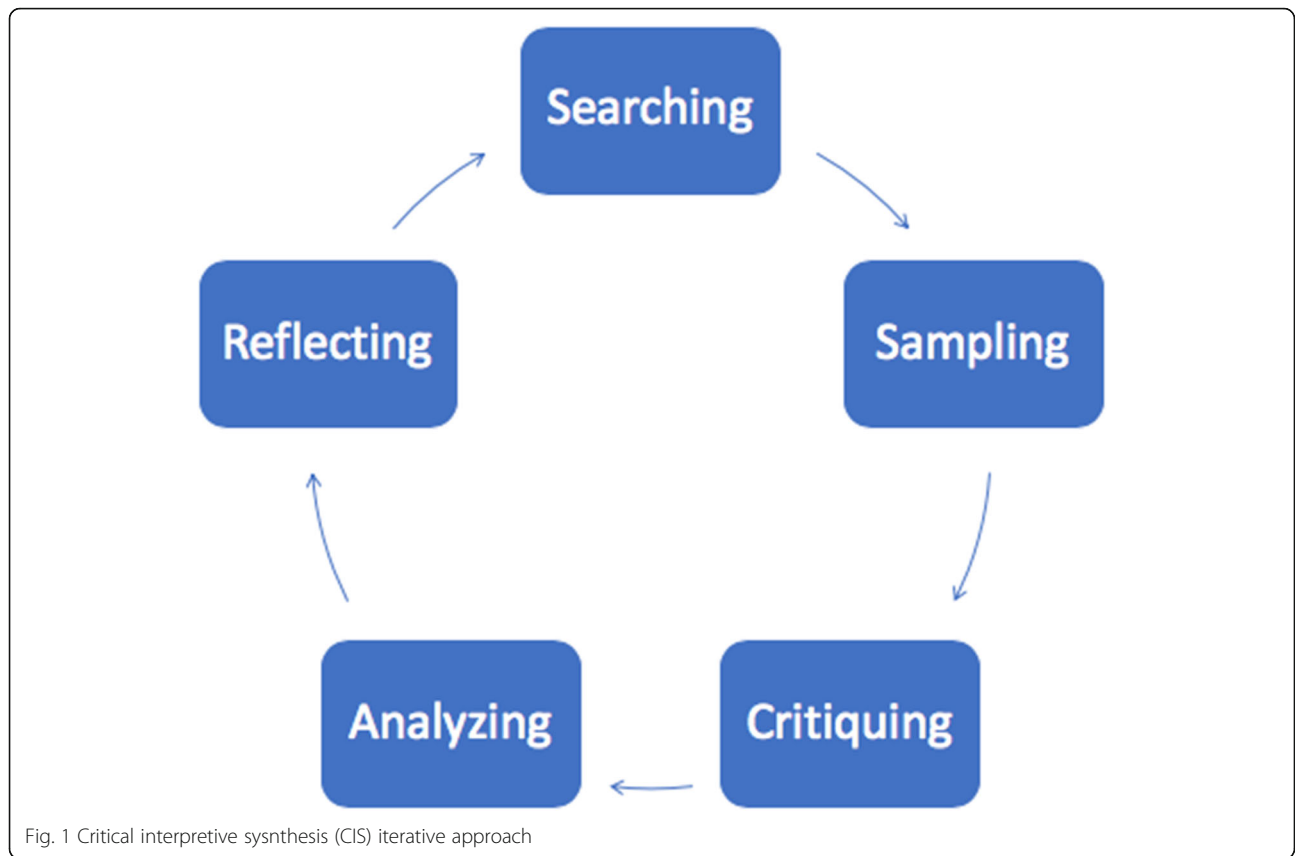 Searching
Sampling
Critiquing
Analyzing
Reflecting
Fig. 1 Critical interpretive sysnthesis (CIS) iterative approach